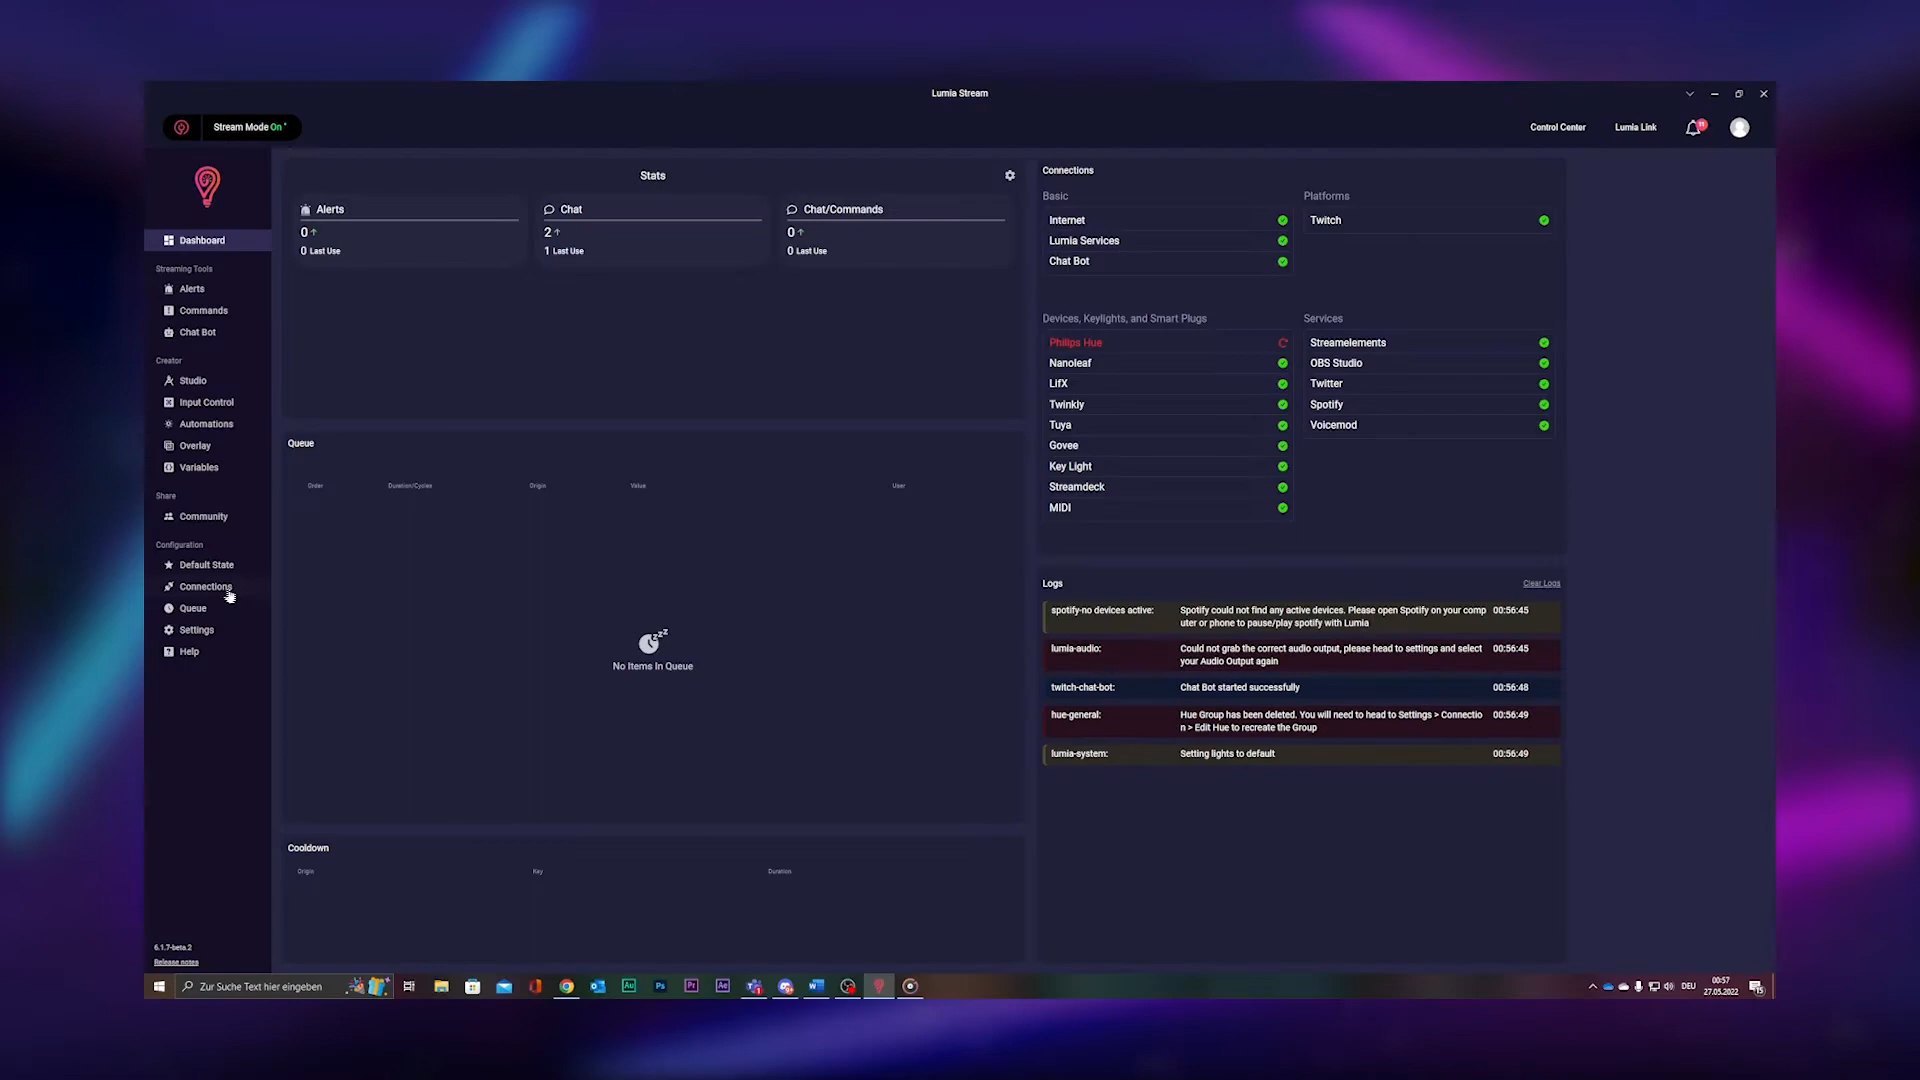 Lumia Stream
Stream Mode On
Control Center
Lumia Link
11
Dashboard
Streaming Tools
Alerts
Commands
Chat Bot
Creator
Studio
Input Control
Automations
Overlay
Variables
Share
Community
Configuration
Default State
Connections
Queue
Settings
Help
6.1.7-beta.2
Release notes
Stats
Alerts
0
0 Last Use
Chat
2
1 Last Use
Chat/Commands
0
0 Last Use
Queue
Order Duration/Cycles Origin Value User
No Items In Queue
Cooldown
Origin Key Duration
Connections
Basic
Internet
Lumia Services
Chat Bot
Platforms
Twitch
Devices, Keylights, and Smart Plugs
Philips Hue
Nanoleaf
LifX
Twinkly
Tuya
Govee
Key Light
Streamdeck
MIDI
Services
Streamelements
OBS Studio
Twitter
Spotify
Voicemod
Logs
Clear Logs
spotify-no devices active: Spotify could not find any active devices. Please open Spotify on your comp 00:56:45
uter or phone to pause/play spotify with Lumia
lumia-audio: Could not grab the correct audio output, please head to settings and select 00:56:45
your Audio Output again
twitch-chat-bot: Chat Bot started successfully 00:56:48
hue-general: Hue Group has been deleted. You will need to head to Settings > Connectio 00:56:49
n > Edit Hue to recreate the Group
lumia-system: Setting lights to default 00:56:49
Zur Suche Text hier eingeben
Au
Ps
Pr
Ae
DEU
00:57
27.05.2022
15